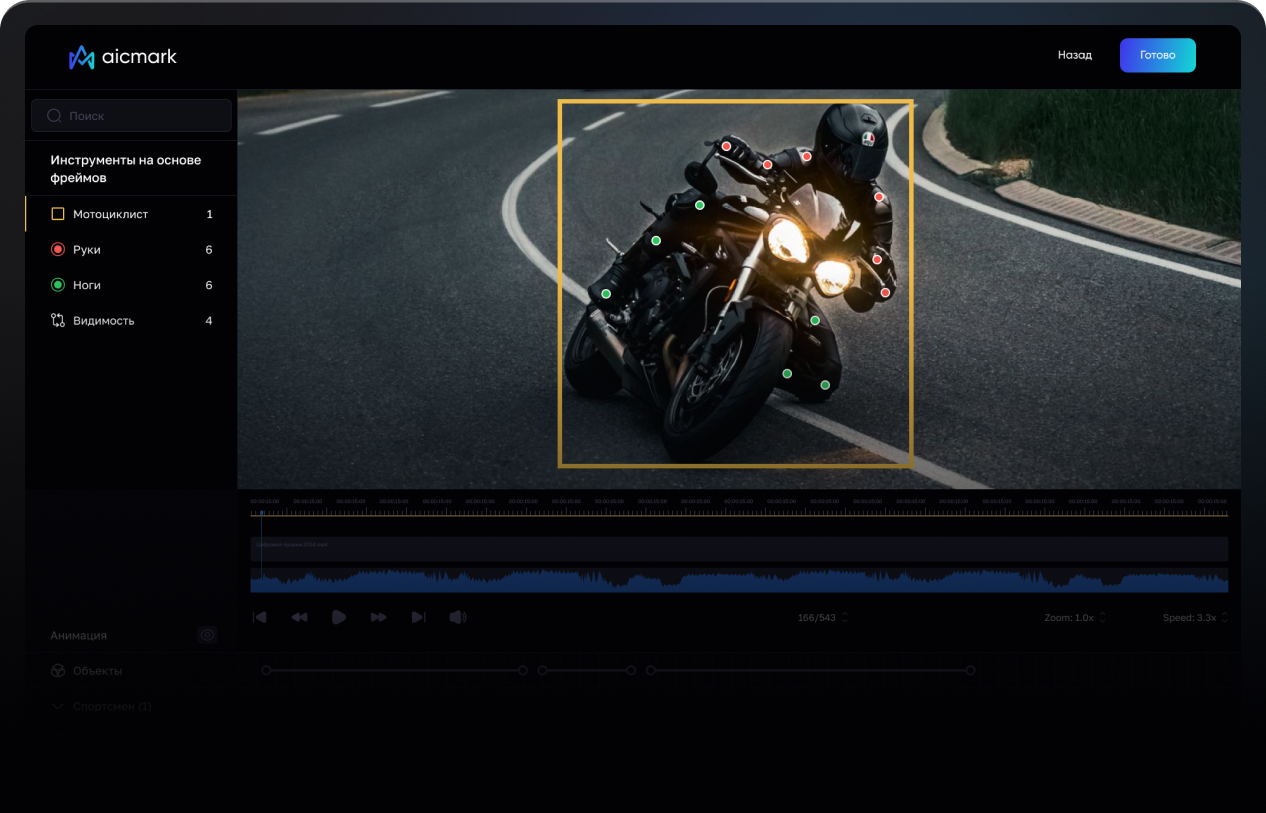 aicmark
Назад
Готово
Поиск
Инструменты на основе
фреймов
Мотоциклист 1
Руки 6
Ноги 6
Видимость 4
166/543
Zoom: 1.0x
Speed: 3.3x
Анимация
Объекты
Спортсмен (1)